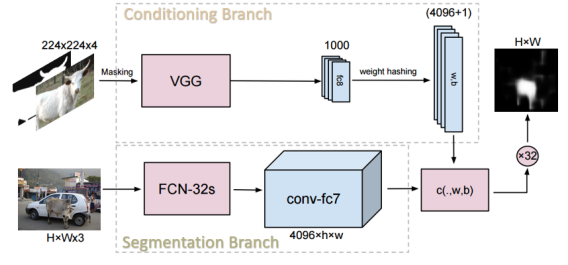 Conditioning Branch
(4096+1)
224x224x4
1000
H×W
Masking
VGG
fc8
weight hashing
w,b
×32
FCN-32s
conv-fc7
c(.,w,b)
H×W×3
4096×h×w
Segmentation Branch